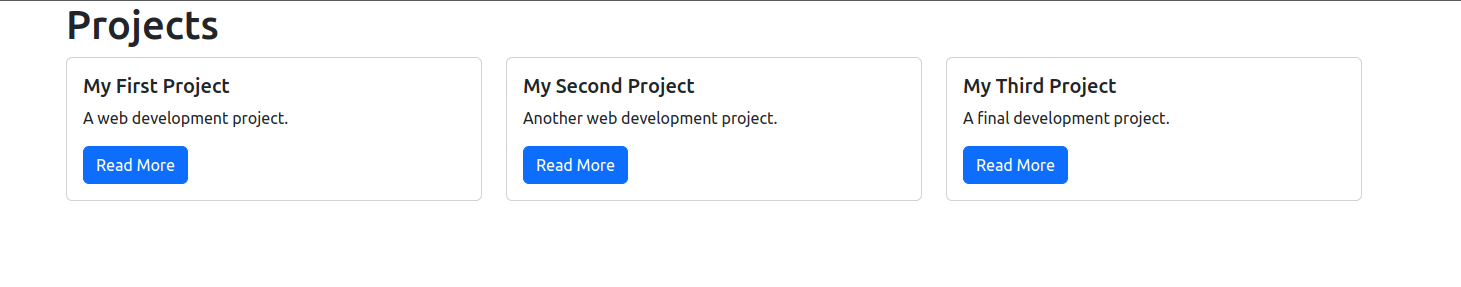 Projects
My First Project
A web development project.
Read More
My Second Project
Another web development project.
Read More
My Third Project
A final development project.
Read More